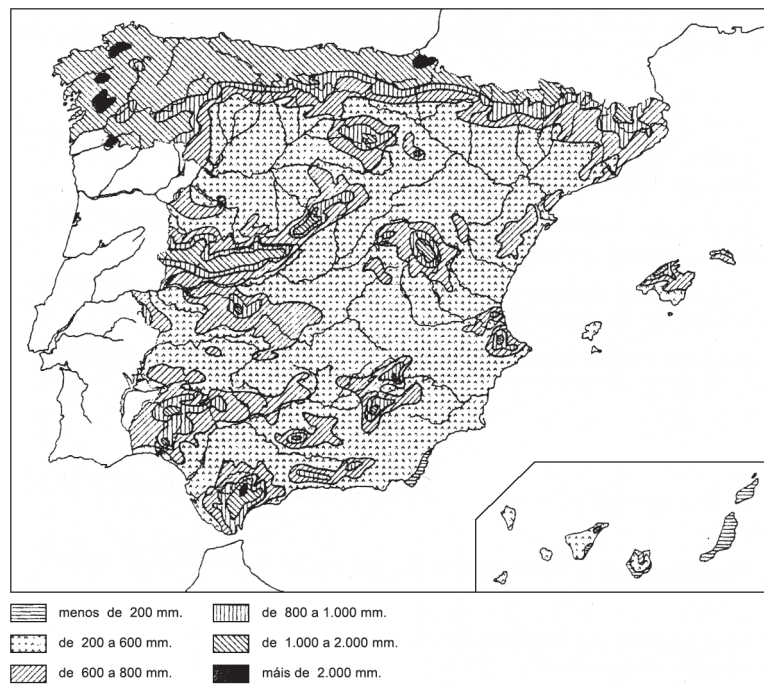 menos de 200 mm.
de 200 a 600 mm.
de 600 a 800 mm.
de 800 a 1.000 mm.
de 1.000 a 2.000 mm.
máis de 2.000 mm.